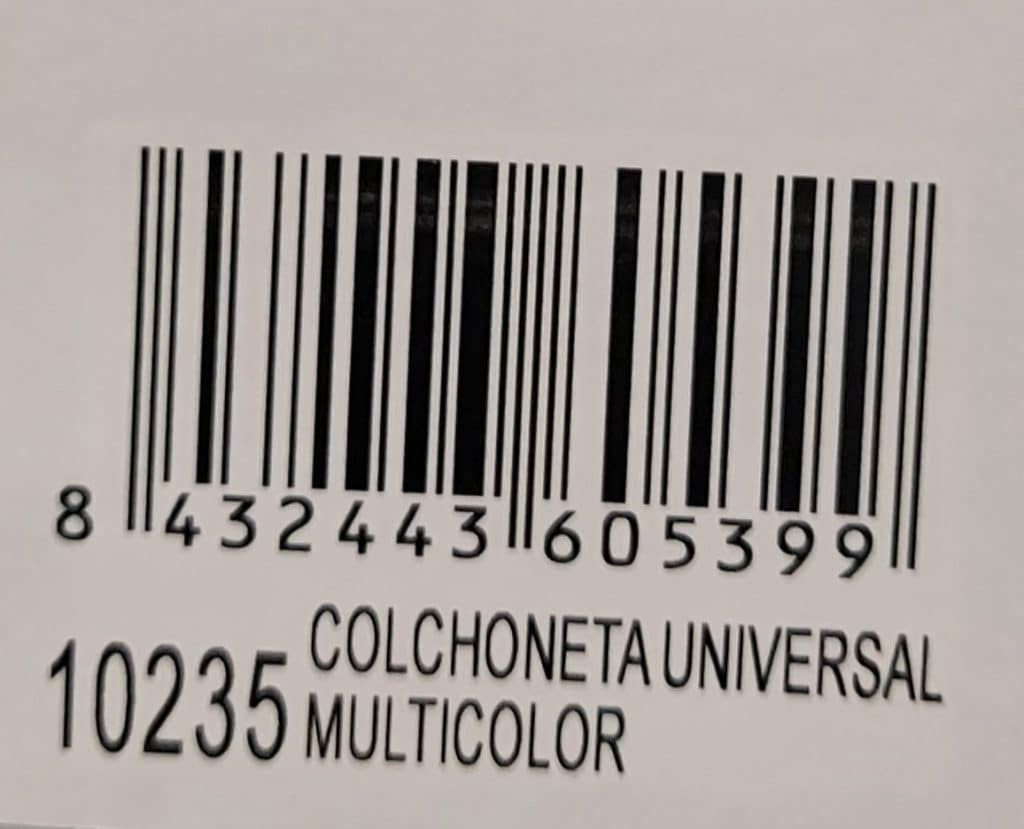 8 432443 605399
10235 COLCHONETA UNIVERSAL
MULTICOLOR